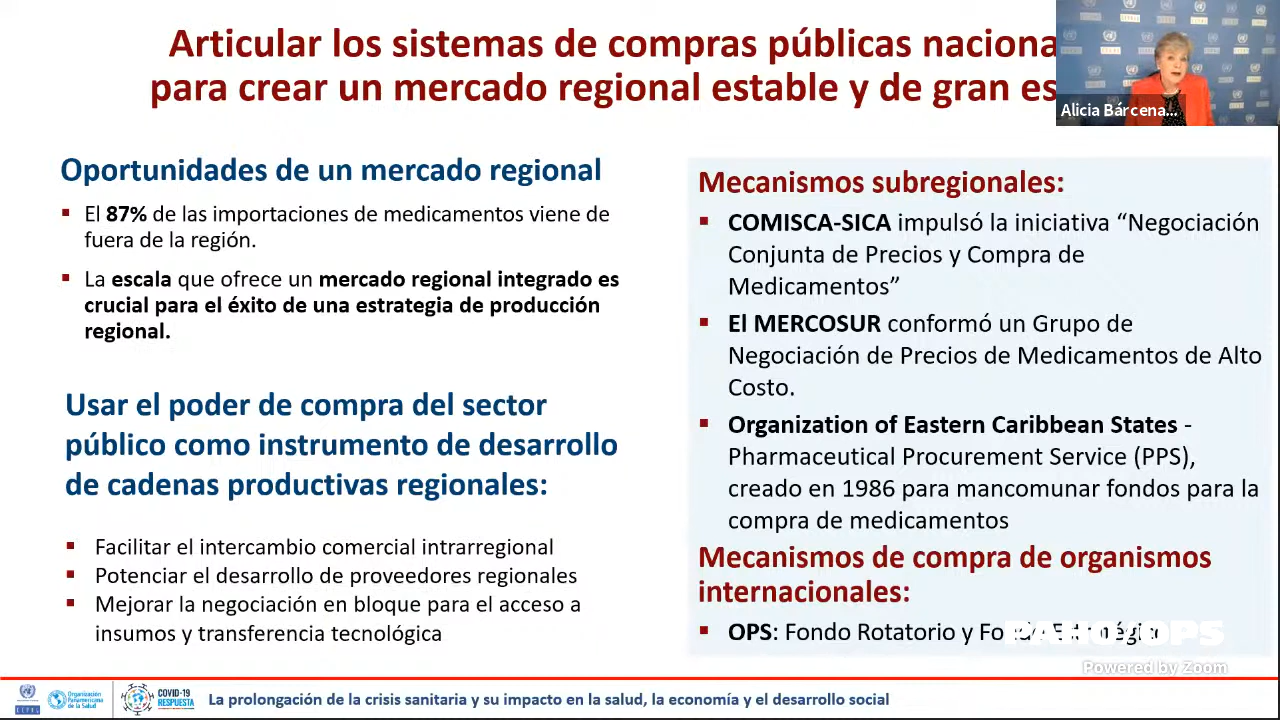 Articular los sistemas de compras públicas
para crear un mercado regional estable y de gran
Alicia Bárcena...
Oportunidades de un mercado regional
▪ El 87% de las importaciones de medicamentos viene de
fuera de la región.
▪ La escala que ofrece un mercado regional integrado es
crucial para el éxito de una estrategia de producción
regional.
Usar el poder de compra del sector
público como instrumento de desarrollo
de cadenas productivas regionales:
▪ Facilitar el intercambio comercial intrarregional
▪ Potenciar el desarrollo de proveedores regionales
▪ Mejorar la negociación en bloque para el acceso a
insumos y transferencia tecnológica
Mecanismos subregionales:
▪ COMISCA-SICA impulsó la iniciativa “Negociación
Conjunta de Precios y Compra de
Medicamentos”
▪ El MERCOSUR conformó un Grupo de
Negociación de Precios de Medicamentos de Alto
Costo.
▪ Organization of Eastern Caribbean States -
Pharmaceutical Procurement Service (PPS),
creado en 1986 para mancomunar fondos para la
compra de medicamentos
Mecanismos de compra de organismos
internacionales:
▪ OPS: Fondo Rotatorio y
Powered by Zoom
CEPAL
Organización
Panamericana
de la Salud
COVID-19
RESPUESTA
La prolongación de la crisis sanitaria y su impacto en la salud, la economía y el desarrollo social